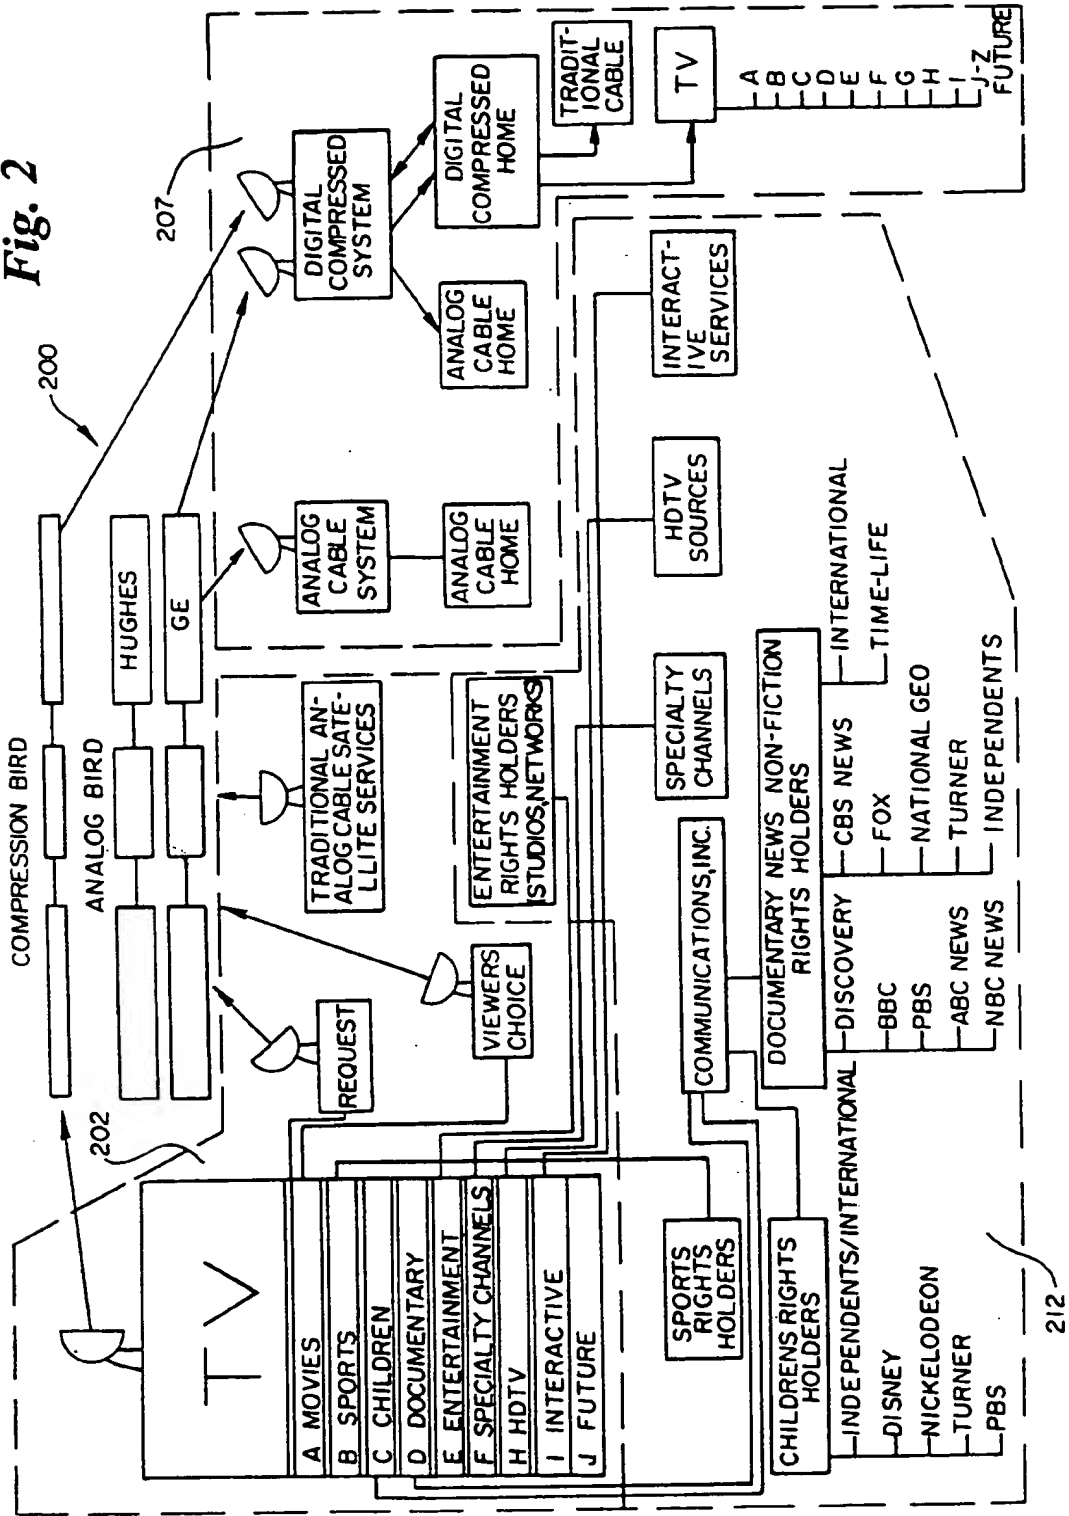 Fig. 2
COMPRESSION BIRD
ANALOG BIRD
HUGHES
GE
200
202
207
TV
A MOVIES
B SPORTS
C CHILDREN
D DOCUMENTARY
E ENTERTAINMENT
F SPECIALTY CHANNELS
H HDTV
I INTERACTIVE
J FUTURE
REQUEST
VIEWERS
CHOICE
TRADITIONAL AN-
ALOG CABLE SATE-
LLITE SERVICES
ENTERTAINMENT
RIGHTS HOLDERS
(STUDIOS,NETWORKS)
ANALOG
CABLE
SYSTEM
ANALOG
CABLE
HOME
DIGITAL
COMPRESSED
SYSTEM
ANALOG
CABLE
HOME
DIGITAL
COMPRESSED
HOME
TRADIT-
IONAL
CABLE
TV
A
B
C
D
E
F
G
H
I
J-Z
FUTURE
SPORTS
RIGHTS
HOLDERS
COMMUNICATIONS,INC.
SPECIALTY
CHANNELS
HDTV
SOURCES
INTERACT-
IVE
SERVICES
CHILDRENS RIGHTS
HOLDERS
INDEPENDENTS/INTERNATIONAL
DISNEY
NICKELODEON
TURNER
PBS
DOCUMENTARY NEWS NON-FICTION
RIGHTS HOLDERS
DISCOVERY
BBC
PBS
ABC NEWS
NBC NEWS
CBS NEWS
FOX
NATIONAL GEO
TURNER
INDEPENDENTS
INTERNATIONAL
TIME-LIFE
212